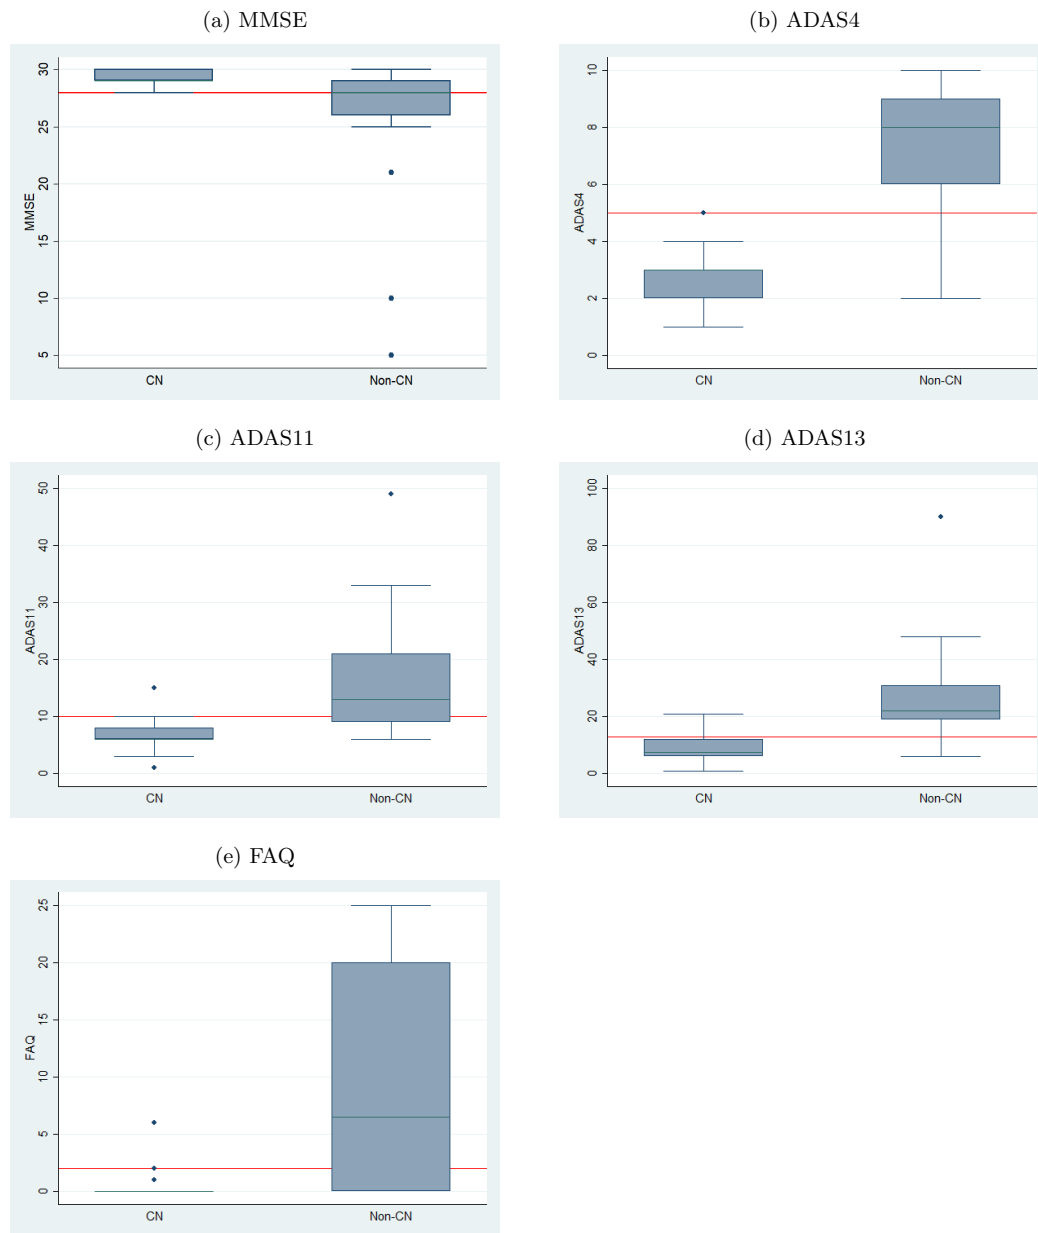 (a) MMSE
(b) ADAS4
30
25
20
15
10
5
MMSE
CN
Non-CN
10
8
6
4
2
0
ADAS4
CN
Non-CN
(c) ADAS11
(d) ADAS13
50
40
30
20
10
0
ADAS11
CN
Non-CN
100
80
60
40
20
0
ADAS13
CN
Non-CN
(e) FAQ
25
20
15
10
5
0
FAQ
CN
Non-CN